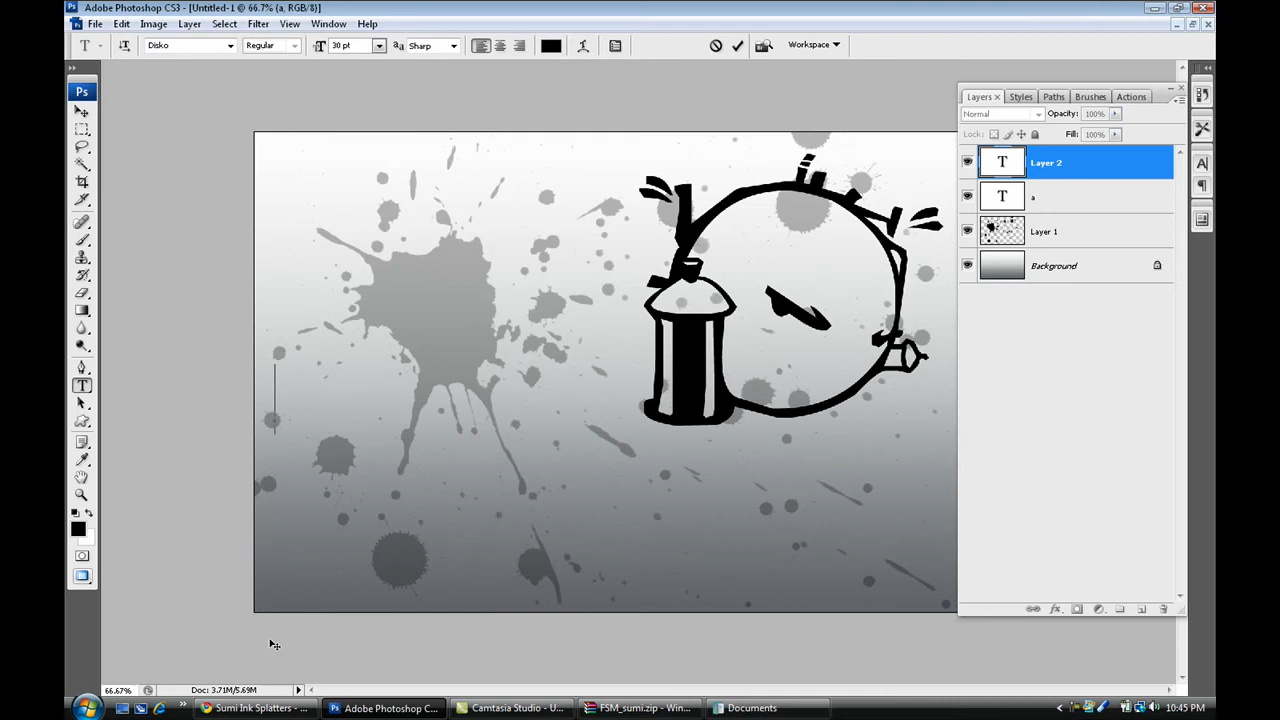 Adobe Photoshop CS3 - [Untitled-1 @ 66.7% (a, RGB/8)]
File Edit Image Layer Select Filter View Window Help
T Disko Regular 30 pt aa Sharp Workspace
Ps
Layers x Styles Paths Brushes Actions
Normal Opacity: 100%
Lock: Fill: 100%
T Layer 2
T a
Layer 1
Background
T
66.67% Doc: 3.71M/5.69M
Sumi Ink Splatters - ... Ps Adobe Photoshop C... Camtasia Studio - U... FSM_sumi.zip - Win... Documents 10:45 PM